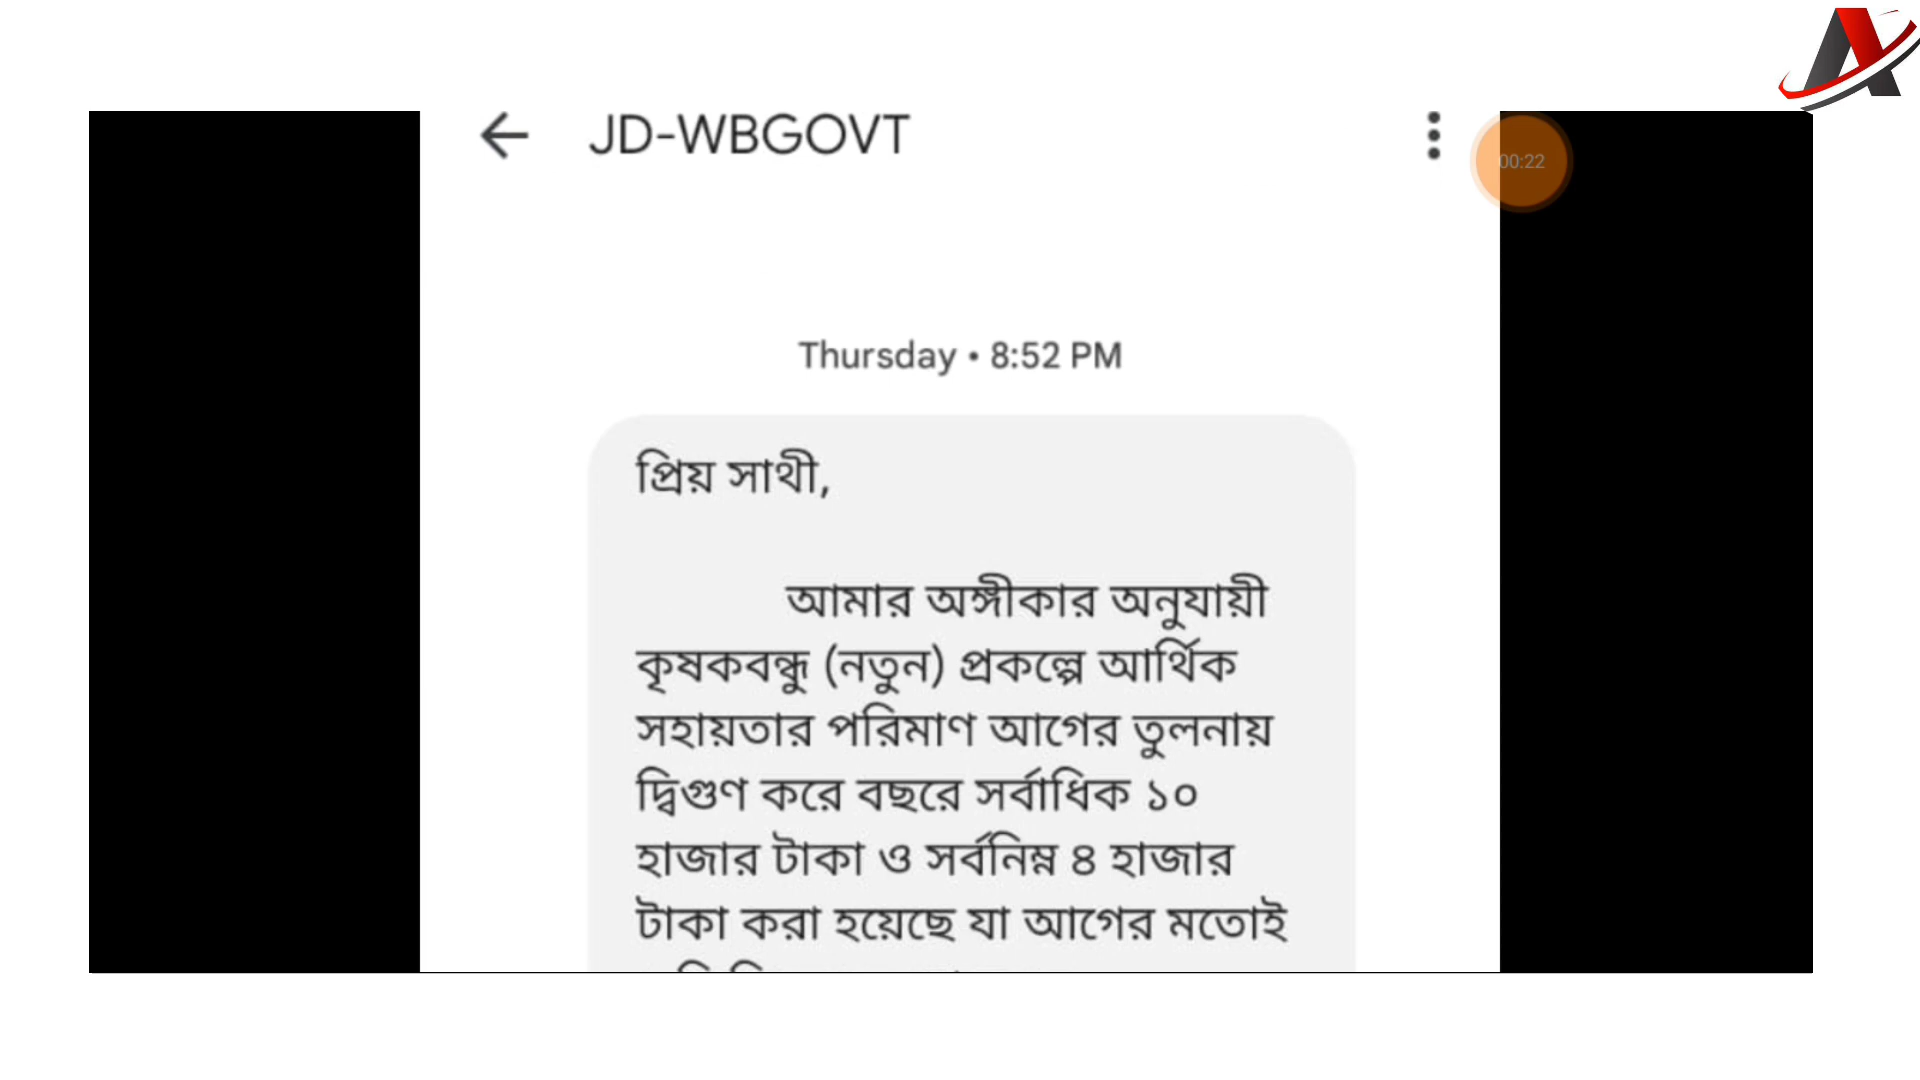 JD-WBGOVT
00:22
Thursday • 8:52 PM
প্রিয় সাথী,
আমার অঙ্গীকার অনুযায়ী
কৃষকবন্ধু (নতুন) প্রকল্পে আর্থিক
সহায়তার পরিমাণ আগের তুলনায়
দ্বিগুণ করে বছরে সর্বাধিক ১০
হাজার টাকা ও সর্বনিম্ন ৪ হাজার
টাকা করা হয়েছে যা আগের মতোই